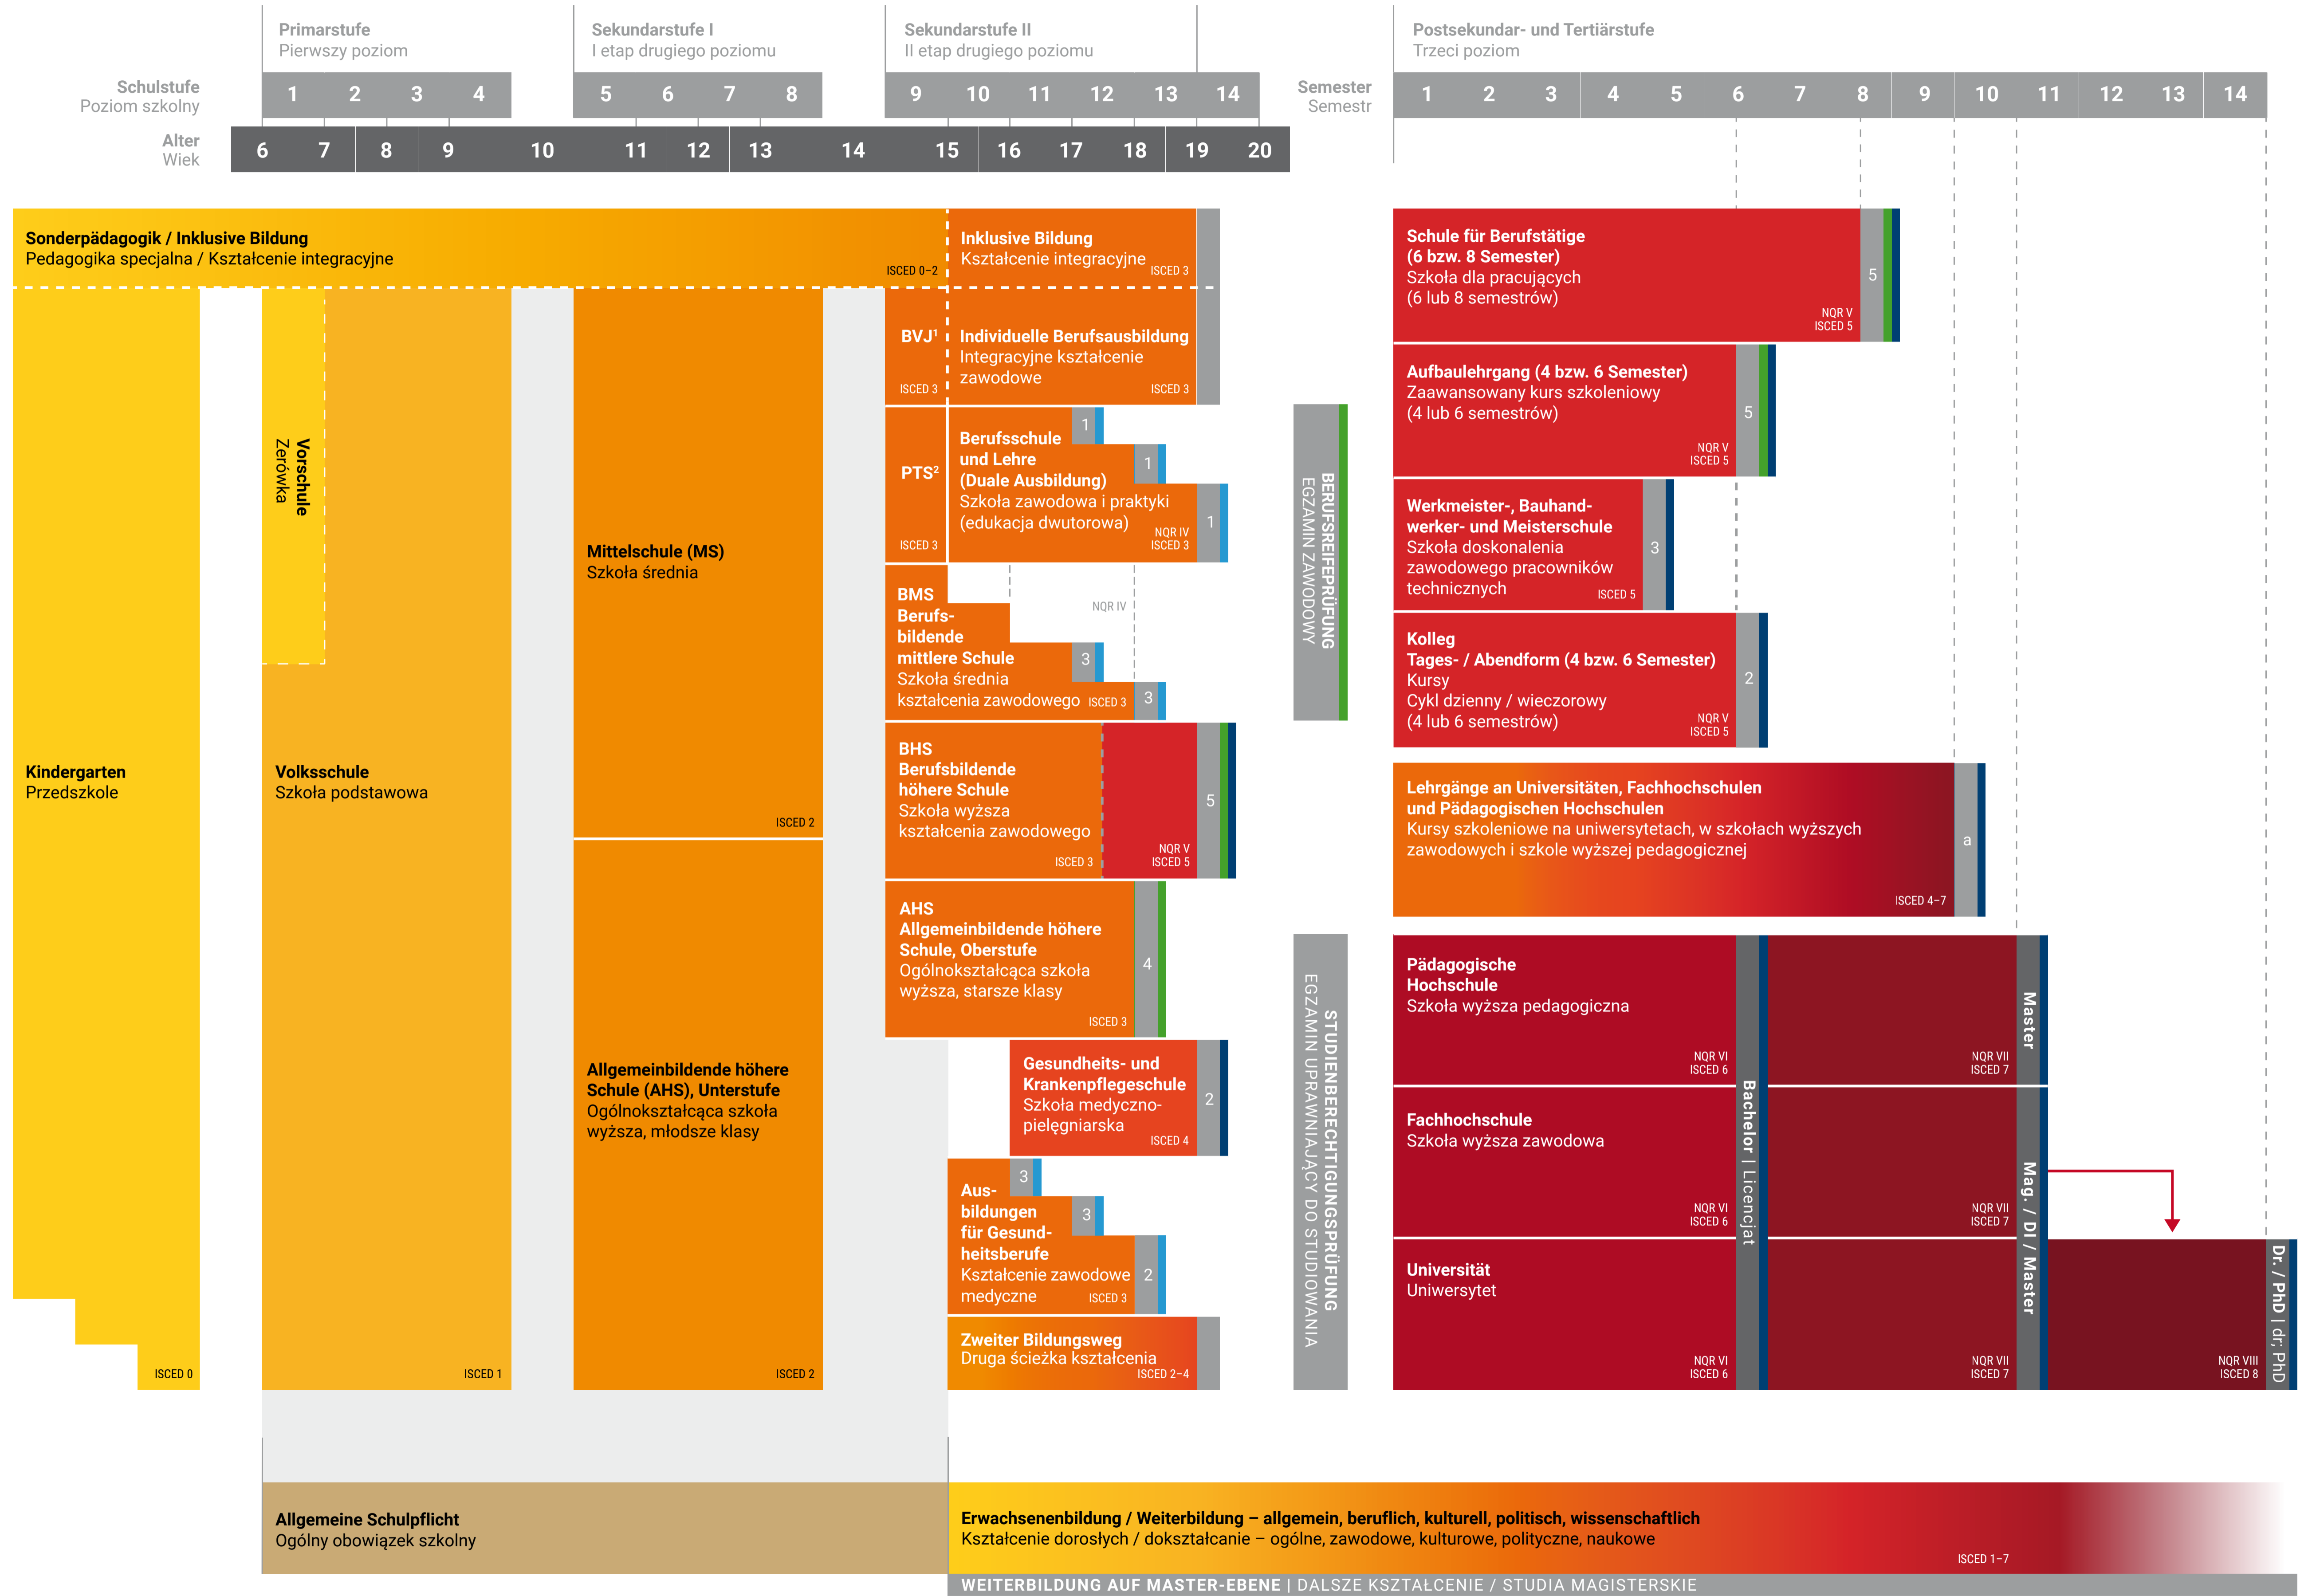 Primarstufe
Pierwszy poziom
Sekundarstufe I
I etap drugiego poziomu
Sekundarstufe II
II etap drugiego poziomu
Postsekundar- und Tertiärstufe
Trzeci poziom
Schulstufe
Poziom szkolny
1 2 3 4 5 6 7 8 9 10 11 12 13 14
Semester
Semestr
1 2 3 4 5 6 7 8 9 10 11 12 13 14
Alter
Wiek
6 7 8 9 10 11 12 13 14 15 16 17 18 19 20
Sonderpädagogik / Inklusive Bildung
Pedagogika specjalna / Kształcenie integracyjne
ISCED 0–2
Inklusive Bildung
Kształcenie integracyjne
ISCED 3
Kindergarten
Przedszkole
ISCED 0
Vorschule
Zerówka
Volksschule
Szkoła podstawowa
ISCED 1
Mittelschule (MS)
Szkoła średnia
ISCED 2
Allgemeinbildende höhere
Schule (AHS), Unterstufe
Ogólnokształcąca szkoła
wyższa, młodsze klasy
ISCED 2
BVJ¹
ISCED 3
Individuelle Berufsausbildung
Integracyjne kształcenie
zawodowe
ISCED 3
PTS²
ISCED 3
Berufsschule
und Lehre
(Duale Ausbildung)
Szkoła zawodowa i praktyki
(edukacja dwutorowa)
NQR IV
ISCED 3
1
1
1
BMS
Berufs-
bildende
mittlere Schule
Szkoła średnia
kształcenia zawodowego
ISCED 3
NQR IV
3
3
BHS
Berufsbildende
höhere Schule
Szkoła wyższa
kształcenia zawodowego
ISCED 3
NQR V
ISCED 5
5
AHS
Allgemeinbildende höhere
Schule, Oberstufe
Ogólnokształcąca szkoła
wyższa, starsze klasy
ISCED 3
4
Gesundheits- und
Krankenpflegeschule
Szkoła medyczno-
pielęgniarska
ISCED 4
2
Aus-
bildungen
für Gesund-
heitsberufe
Kształcenie zawodowe
medyczne
ISCED 3
3
3
2
Zweiter Bildungsweg
Druga ścieżka kształcenia
ISCED 2–4
BERUFSREIFEPRÜFUNG
EGZAMIN ZAWODOWY
STUDIENBERECHTIGUNGSPRÜFUNG
EGZAMIN UPRAWNIAJĄCY DO STUDIOWANIA
Schule für Berufstätige
(6 bzw. 8 Semester)
Szkoła dla pracujących
(6 lub 8 semestrów)
NQR V
ISCED 5
5
Aufbaulehrgang (4 bzw. 6 Semester)
Zaawansowany kurs szkoleniowy
(4 lub 6 semestrów)
NQR V
ISCED 5
5
Werkmeister-, Bauhand-
werker- und Meisterschule
Szkoła doskonalenia
zawodowego pracowników
technicznych
ISCED 5
3
Kolleg
Tages- / Abendform (4 bzw. 6 Semester)
Kursy
Cykl dzienny / wieczorowy
(4 lub 6 semestrów)
NQR V
ISCED 5
2
Lehrgänge an Universitäten, Fachhochschulen
und Pädagogischen Hochschulen
Kursy szkoleniowe na uniwersytetach, w szkołach wyższych
zawodowych i szkole wyższej pedagogicznej
ISCED 4–7
a
Pädagogische
Hochschule
Szkoła wyższa pedagogiczna
NQR VI
ISCED 6
NQR VII
ISCED 7
Master
Fachhochschule
Szkoła wyższa zawodowa
NQR VI
ISCED 6
NQR VII
ISCED 7
Bachelor | Licencjat
Mag. / DI / Master
Universität
Uniwersytet
NQR VI
ISCED 6
NQR VII
ISCED 7
NQR VIII
ISCED 8
Dr. / PhD | dr; PhD
Allgemeine Schulpflicht
Ogólny obowiązek szkolny
Erwachsenenbildung / Weiterbildung – allgemein, beruflich, kulturell, politisch, wissenschaftlich
Kształcenie dorosłych / dokształcanie – ogólne, zawodowe, kulturowe, polityczne, naukowe
ISCED 1–7
WEITERBILDUNG AUF MASTER-EBENE | DALSZE KSZTAŁCENIE / STUDIA MAGISTERSKIE